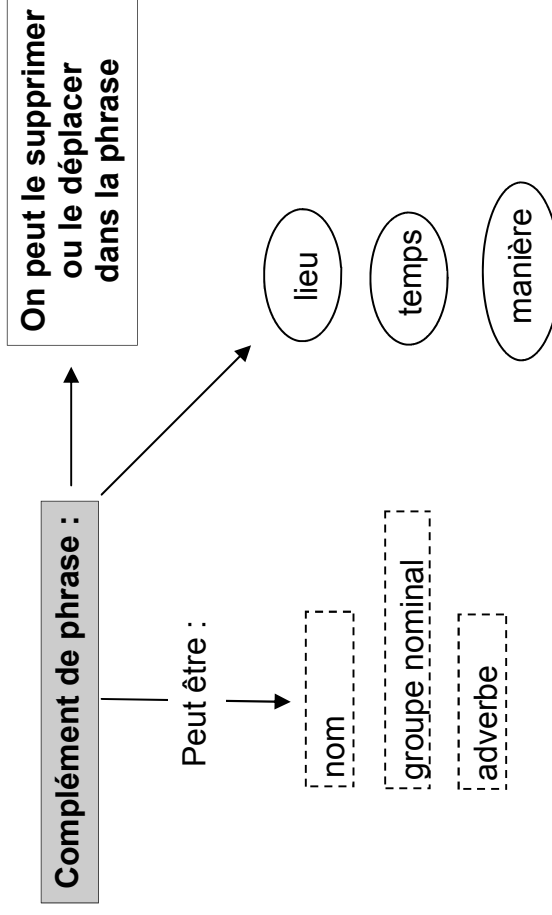 Complément de phrase :
On peut le supprimer
ou le déplacer
dans la phrase
Peut être :
nom
groupe nominal
adverbe
lieu
temps
manière